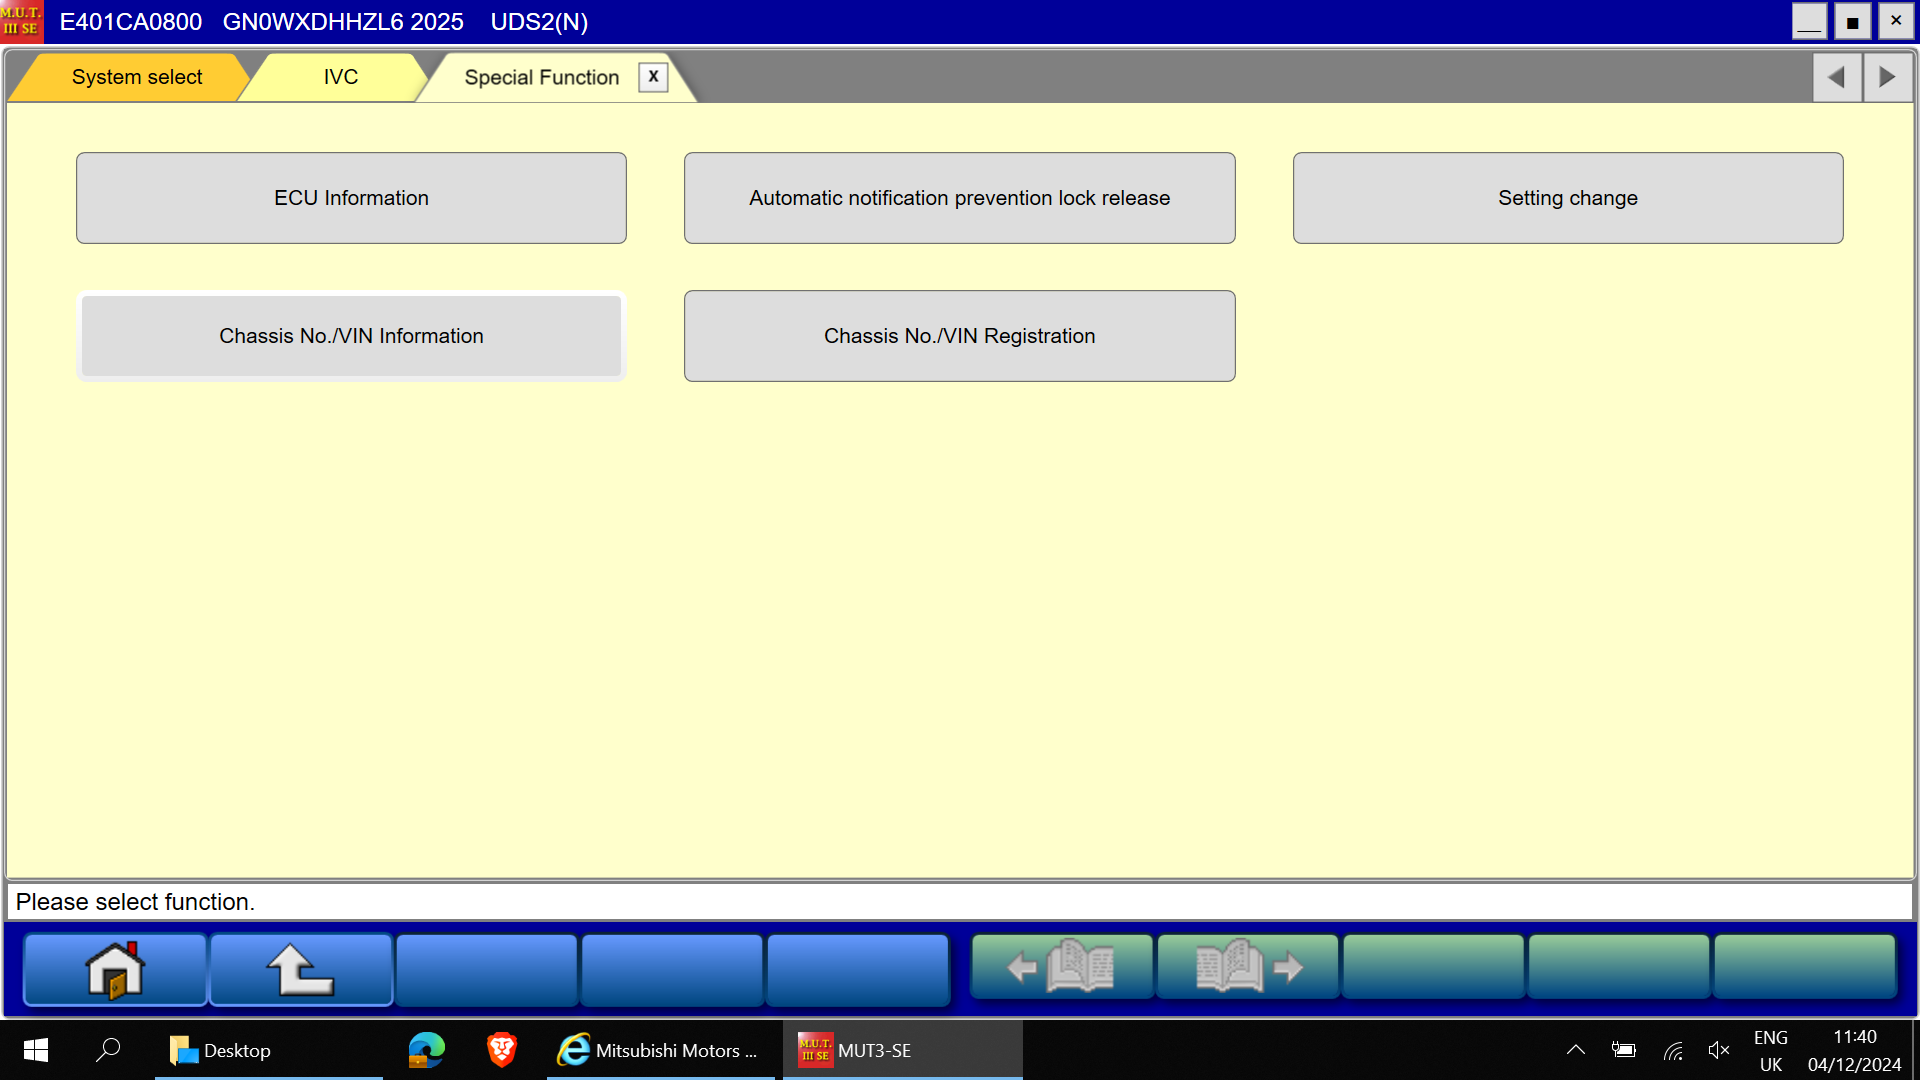 M.U.T.
III SE
E401CA0800 GN0WXDHHZL6 2025 UDS2(N)
System select
IVC
Special Function
X
ECU Information
Automatic notification prevention lock release
Setting change
Chassis No./VIN Information
Chassis No./VIN Registration
Please select function.
Desktop
Mitsubishi Motors ...
M.U.T.
III SE
MUT3-SE
ENG
UK
11:40
04/12/2024